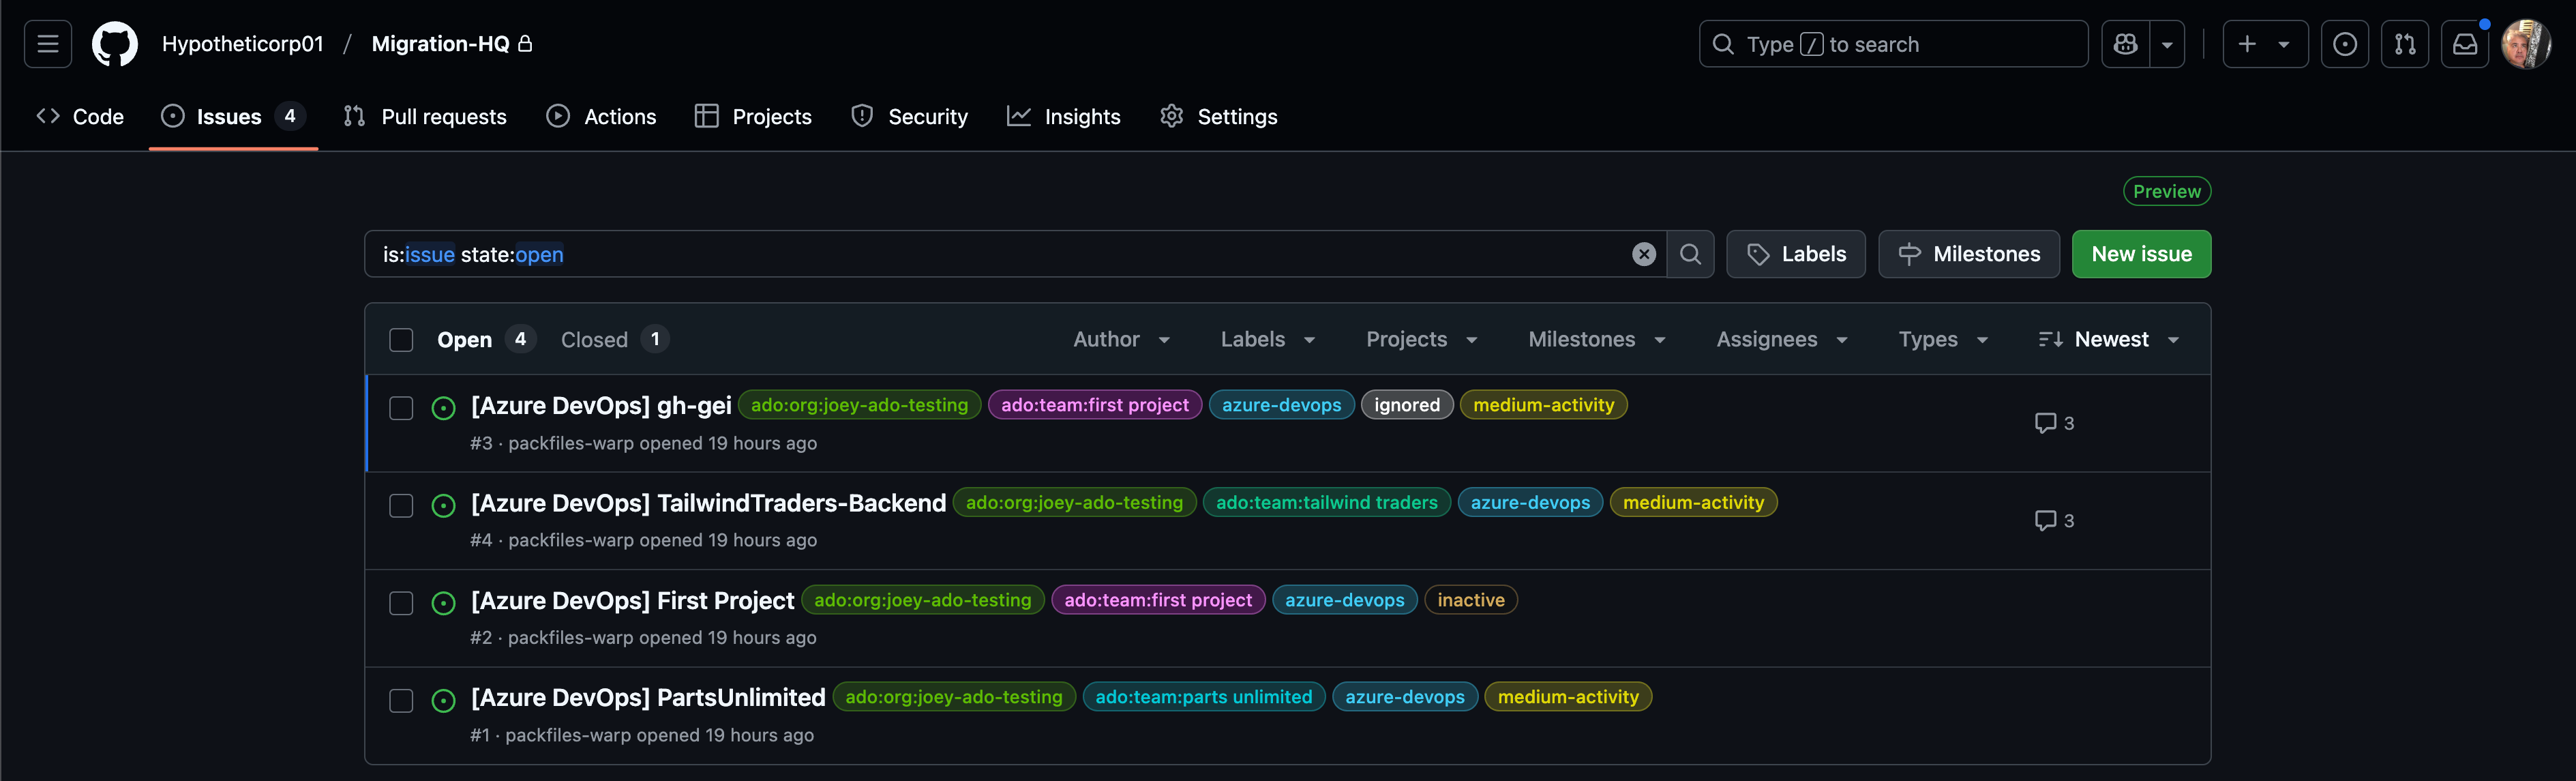 Hypotheticorp01 / Migration-HQ Type / to search
Code Issues 4 Pull requests Actions Projects Security Insights Settings
Preview
is:issue state:open Labels Milestones New issue
Open 4 Closed 1 Author Labels Projects Milestones Assignees Types Newest
[Azure DevOps] gh-gei ado:org:joey-ado-testing ado:team:first project azure-devops ignored medium-activity
#3 · packfiles-warp opened 19 hours ago 3
[Azure DevOps] TailwindTraders-Backend ado:org:joey-ado-testing ado:team:tailwind traders azure-devops medium-activity
#4 · packfiles-warp opened 19 hours ago 3
[Azure DevOps] First Project ado:org:joey-ado-testing ado:team:first project azure-devops inactive
#2 · packfiles-warp opened 19 hours ago
[Azure DevOps] PartsUnlimited ado:org:joey-ado-testing ado:team:parts unlimited azure-devops medium-activity
#1 · packfiles-warp opened 19 hours ago